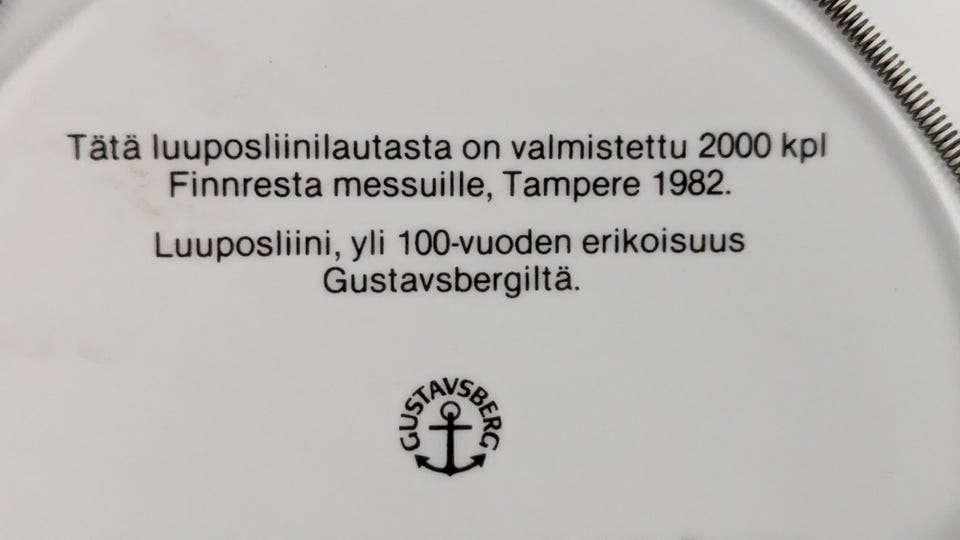 Tätä luuposliinilautasta on valmistettu 2000 kpl
Finnresta messuille, Tampere 1982.
Luuposliini, yli 100-vuoden erikoisuus
Gustavsbergiltä.
GUSTAVSBERG